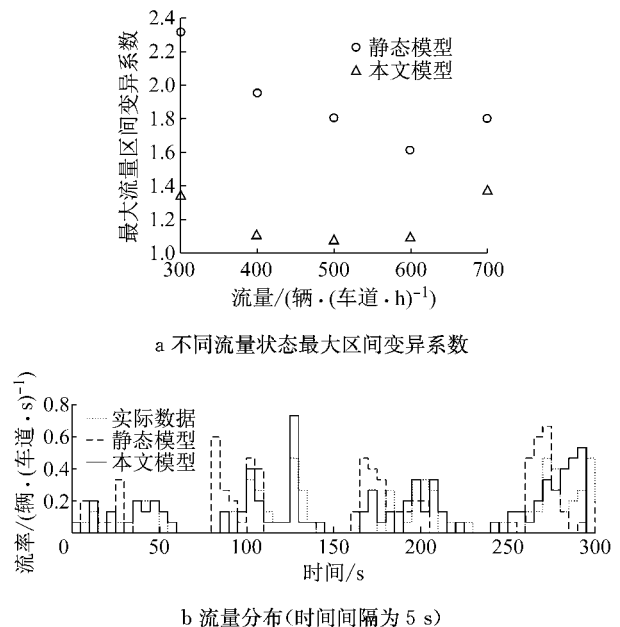 最大流量区间变异系数
2.4
2.2
2.0
1.8
1.6
1.4
1.2
1.0
静态模型
本文模型
300 400 500 600 700
流量/(辆·(车道·h)⁻¹)
a 不同流量状态最大区间变异系数
流率/(辆·(车道·s)⁻¹)
0.8
0.6
0.4
0.2
实际数据
静态模型
本文模型
0 50 100 150 200 250 300
时间/s
b 流量分布(时间间隔为5 s)